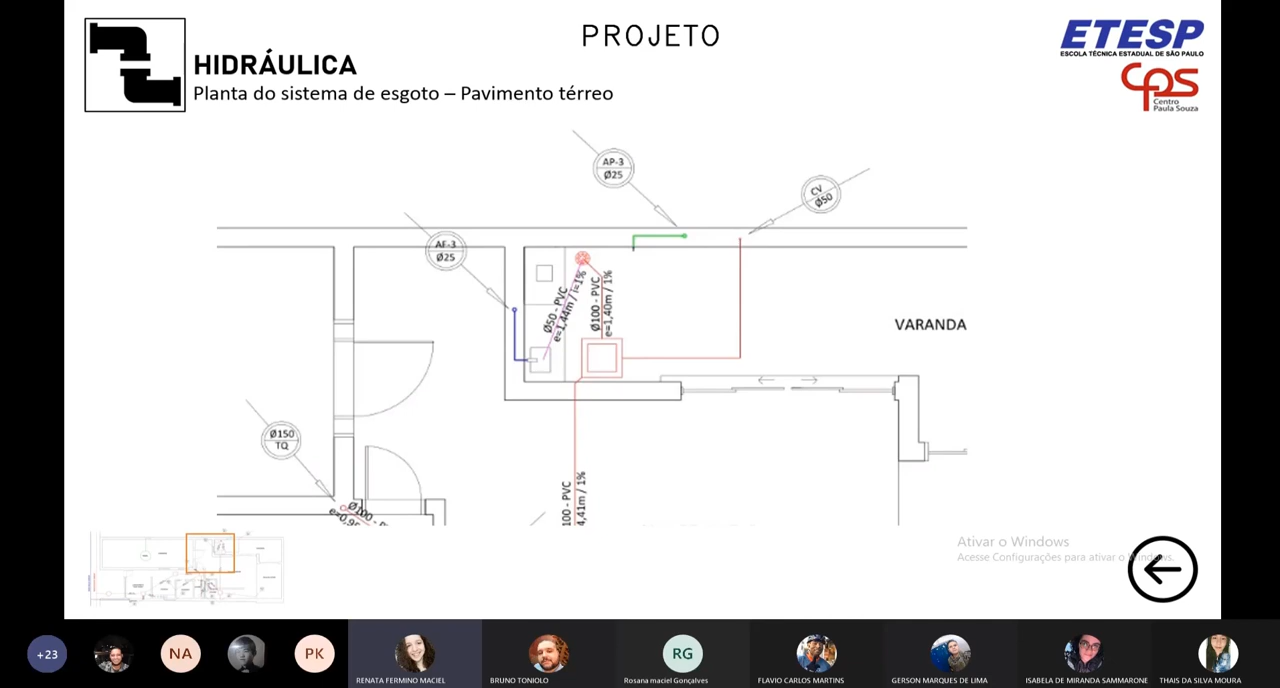 PROJETO
HIDRÁULICA
Planta do sistema de esgoto – Pavimento térreo
ETESP
ESCOLA TÉCNICA ESTADUAL DE SÃO PAULO
CPS
Centro
Paula Souza
AP-3
Ø25
CV
Ø50
AF-3
Ø25
Ø50 - PVC
e=1,44m / i=1%
Ø100 - PVC
e=1,40m / 1%
VARANDA
Ø150
TQ
100 - PVC
4,41m / 1%
Ativar o Windows
Acesse Configurações para ativar o Windows.
+23
NA
PK
RG
RENATA FERMINO MACIEL
BRUNO TONIOLO
Rosana maciel Gonçalves
FLAVIO CARLOS MARTINS
GERSON MARQUES DE LIMA
ISABELA DE MIRANDA SAMMARONE
THAIS DA SILVA MOURA